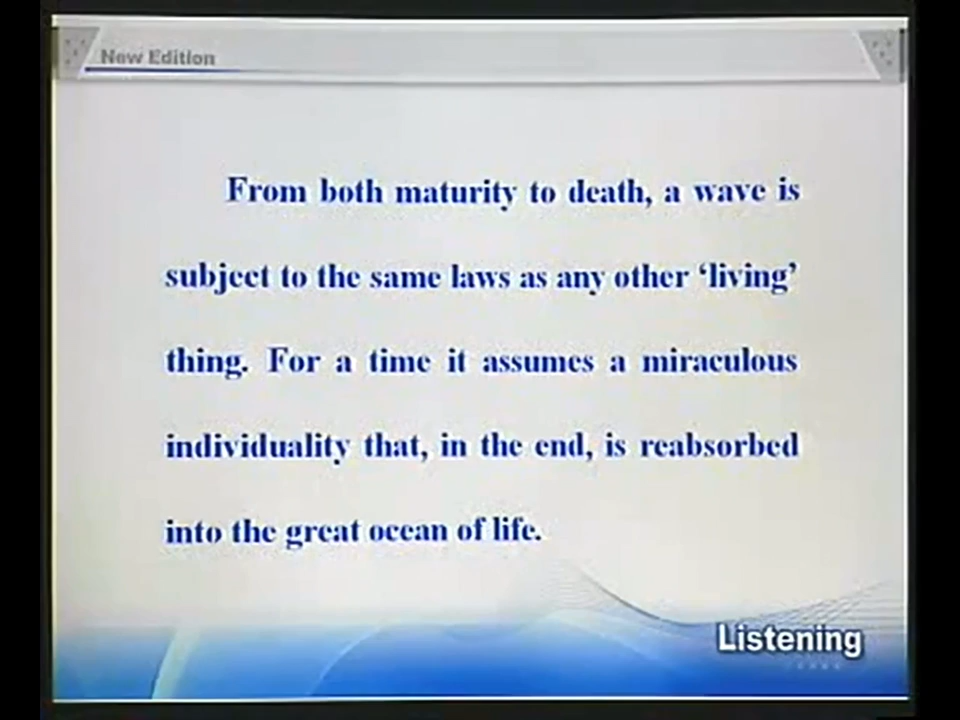 New Edition
From both maturity to death, a wave is
subject to the same laws as any other ‘living’
thing. For a time it assumes a miraculous
individuality that, in the end, is reabsorbed
into the great ocean of life.
Listening